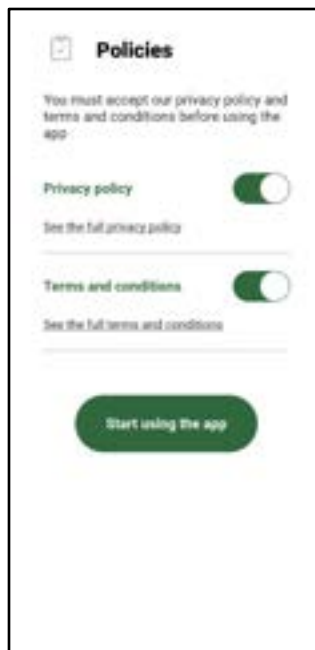 Policies
You must accept our privacy policy and
terms and conditions before using the
app
Privacy policy
See the full privacy policy
Terms and conditions
See the full terms and conditions
Start using the app